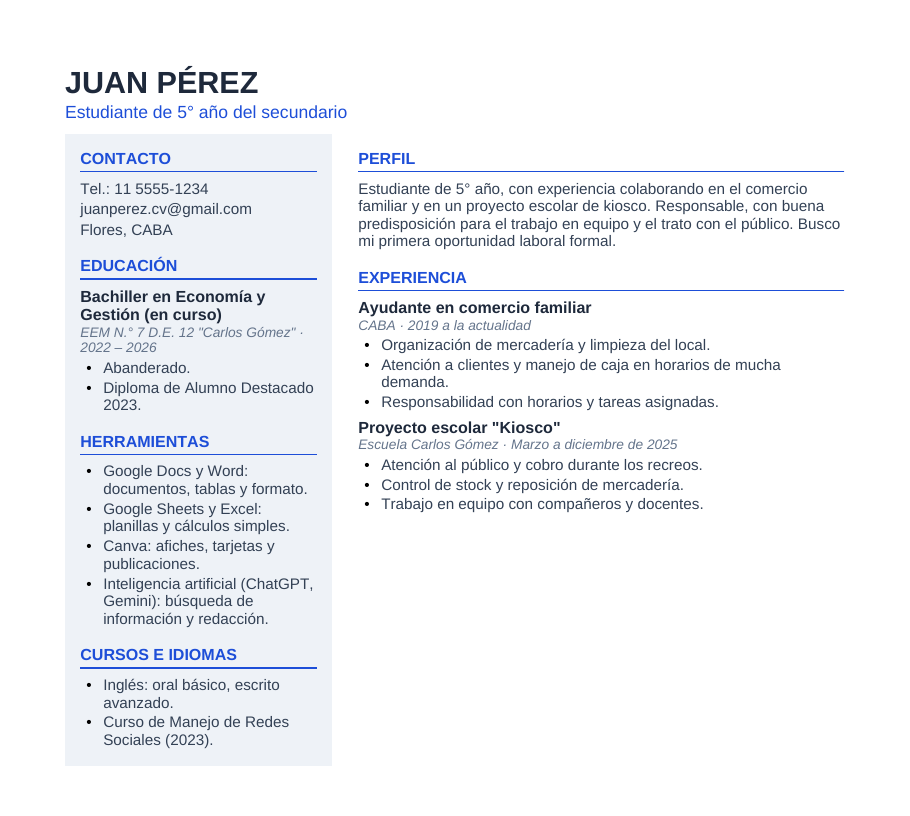 JUAN PÉREZ
Estudiante de 5° año del secundario
CONTACTO
Tel.: 11 5555-1234
juanperez.cv@gmail.com
Flores, CABA
EDUCACIÓN
Bachiller en Economía y
Gestión (en curso)
EEM N.° 7 D.E. 12 "Carlos Gómez" ·
2022 – 2026
• Abanderado.
• Diploma de Alumno Destacado
2023.
HERRAMIENTAS
• Google Docs y Word:
documentos, tablas y formato.
• Google Sheets y Excel:
planillas y cálculos simples.
• Canva: afiches, tarjetas y
publicaciones.
• Inteligencia artificial (ChatGPT,
Gemini): búsqueda de
información y redacción.
CURSOS E IDIOMAS
• Inglés: oral básico, escrito
avanzado.
• Curso de Manejo de Redes
Sociales (2023).
PERFIL
Estudiante de 5° año, con experiencia colaborando en el comercio
familiar y en un proyecto escolar de kiosco. Responsable, con buena
predisposición para el trabajo en equipo y el trato con el público. Busco
mi primera oportunidad laboral formal.
EXPERIENCIA
Ayudante en comercio familiar
CABA · 2019 a la actualidad
• Organización de mercadería y limpieza del local.
• Atención a clientes y manejo de caja en horarios de mucha
demanda.
• Responsabilidad con horarios y tareas asignadas.
Proyecto escolar "Kiosco"
Escuela Carlos Gómez · Marzo a diciembre de 2025
• Atención al público y cobro durante los recreos.
• Control de stock y reposición de mercadería.
• Trabajo en equipo con compañeros y docentes.